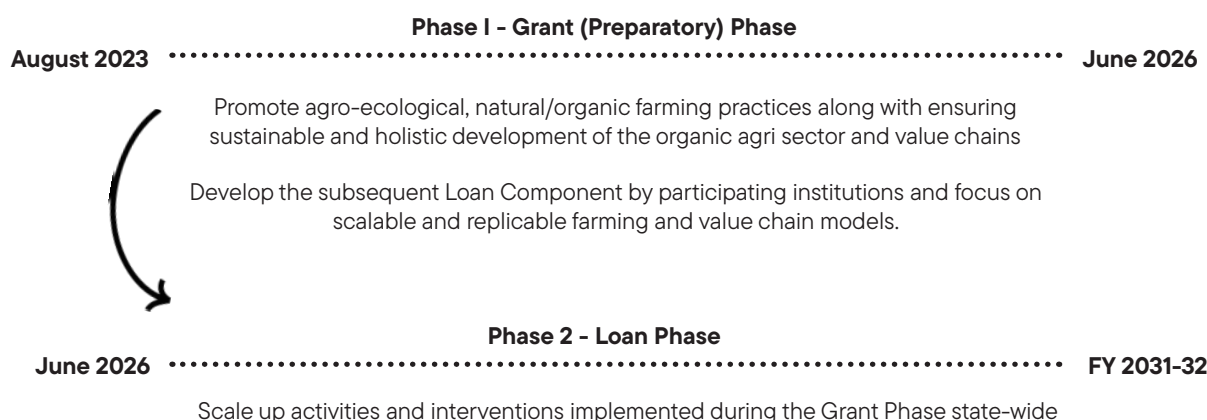 Phase I - Grant (Preparatory) Phase
August 2023 June 2026
Promote agro-ecological, natural/organic farming practices along with ensuring
sustainable and holistic development of the organic agri sector and value chains
Develop the subsequent Loan Component by participating institutions and focus on
scalable and replicable farming and value chain models.
Phase 2 - Loan Phase
June 2026 FY 2031-32
Scale up activities and interventions implemented during the Grant Phase state-wide